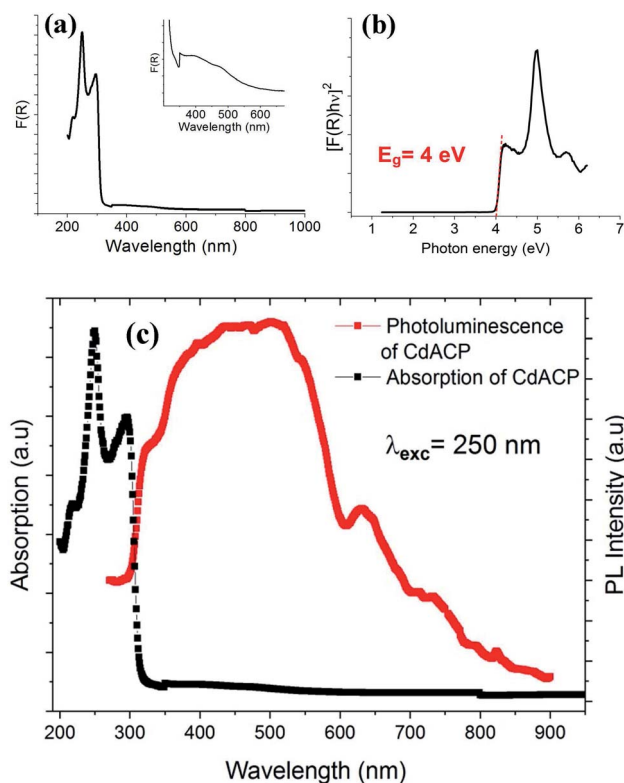 (a)
F(R)
200 400 600 800 1000
Wavelength (nm)
F(R)
400 500 600
Wavelength (nm)
(b)
[F(R)hν]²
E_g= 4 eV
1 2 3 4 5 6 7
Photon energy (eV)
(c)
Photoluminescence
of CdACP
Absorption of CdACP
λ_exc= 250 nm
Absorption (a.u)
PL Intensity (a.u)
200 300 400 500 600 700 800 900
Wavelength (nm)